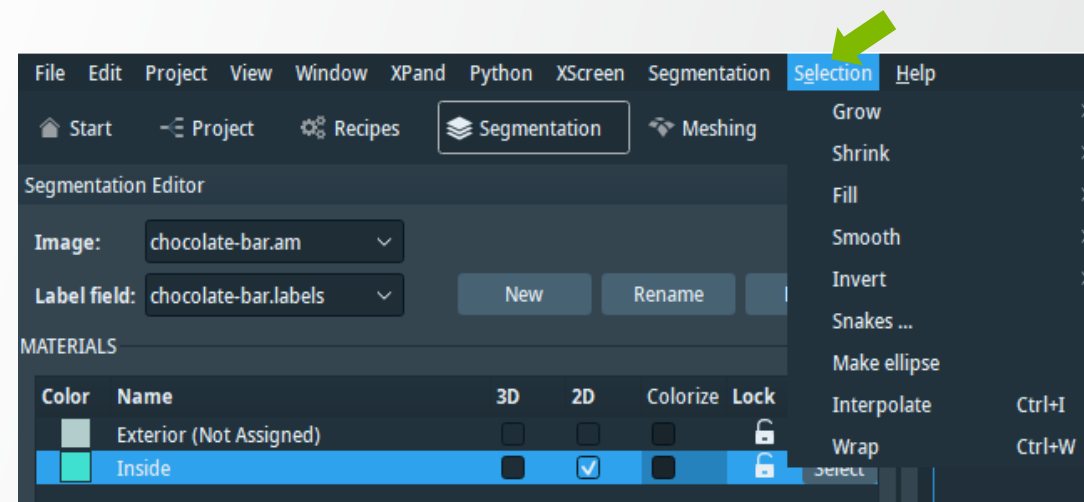 File Edit Project View Window XPand Python XScreen Segmentation Selection Help
Start Project Recipes Segmentation Meshing
Grow
Shrink
Segmentation Editor
Fill
Image: chocolate-bar.am
Smooth
Invert
Label field: chocolate-bar.labels New Rename
Snakes ...
MATERIALS
Make ellipse
Color Name 3D 2D Colorize Lock
Interpolate Ctrl+I
Exterior (Not Assigned)
Wrap Ctrl+W
Inside Select